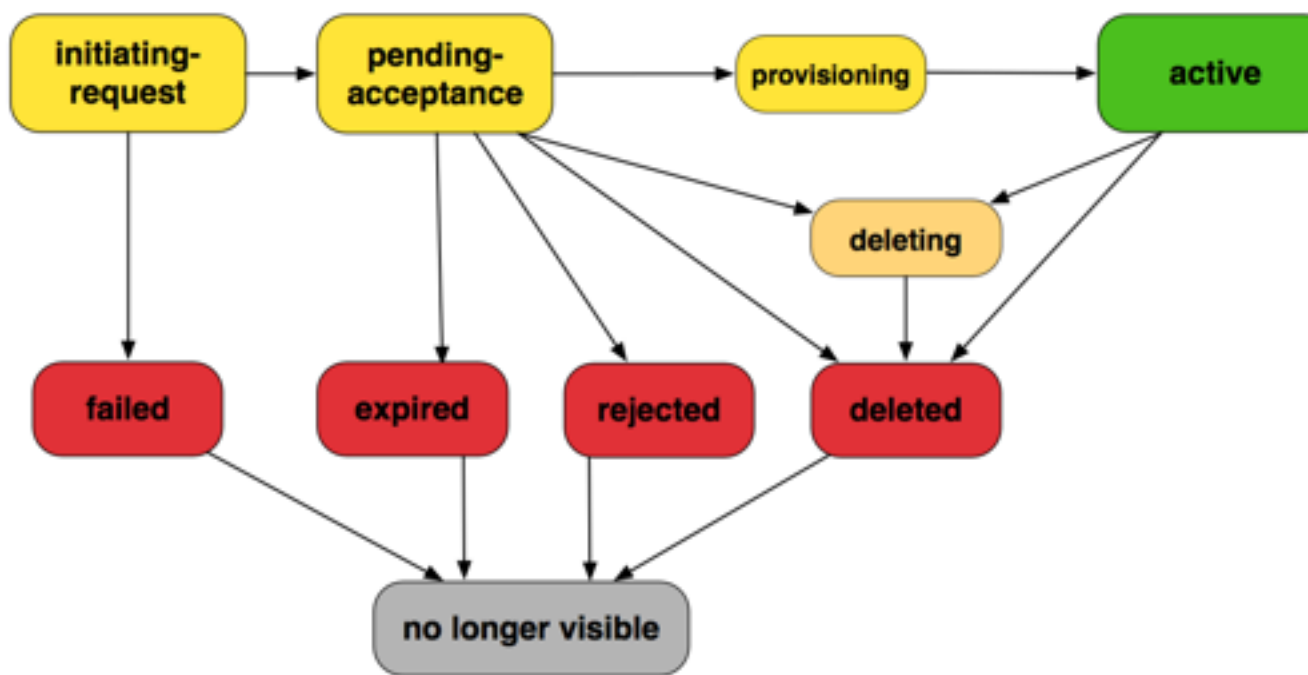 initiating-
request
pending-
acceptance
provisioning
active
deleting
failed
expired
rejected
deleted
no longer visible